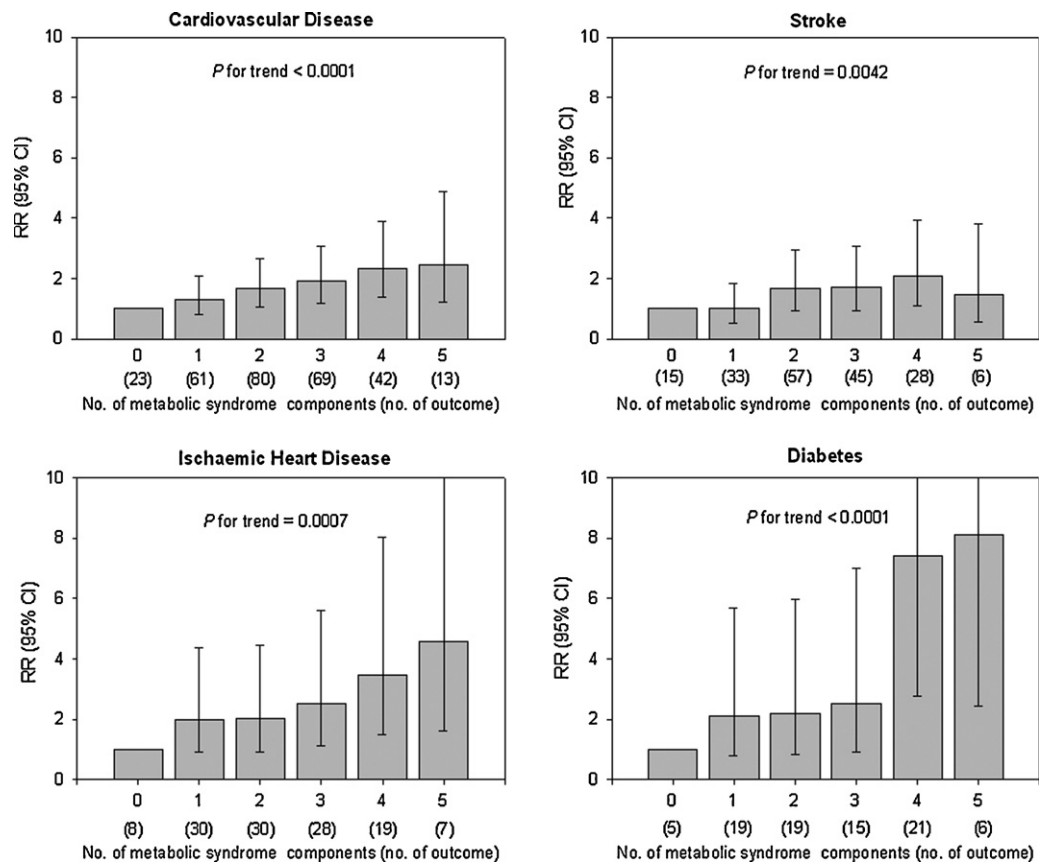 Cardiovascular Disease
10
8
6
4
2
0
RR (95% CI)
P for trend < 0.0001
0 1 2 3 4 5
(23) (61) (80) (69) (42) (13)
No. of metabolic syndrome components (no. of outcome)
Stroke
10
8
6
4
2
0
RR (95% CI)
P for trend = 0.0042
0 1 2 3 4 5
(15) (33) (57) (45) (28) (6)
No. of metabolic syndrome components (no. of outcome)
Ischaemic Heart Disease
10
8
6
4
2
0
RR (95% CI)
P for trend = 0.0007
0 1 2 3 4 5
(8) (30) (30) (28) (19) (7)
No. of metabolic syndrome components (no. of outcome)
Diabetes
10
8
6
4
2
0
RR (95% CI)
P for trend < 0.0001
0 1 2 3 4 5
(5) (19) (19) (15) (21) (6)
No. of metabolic syndrome components (no. of outcome)